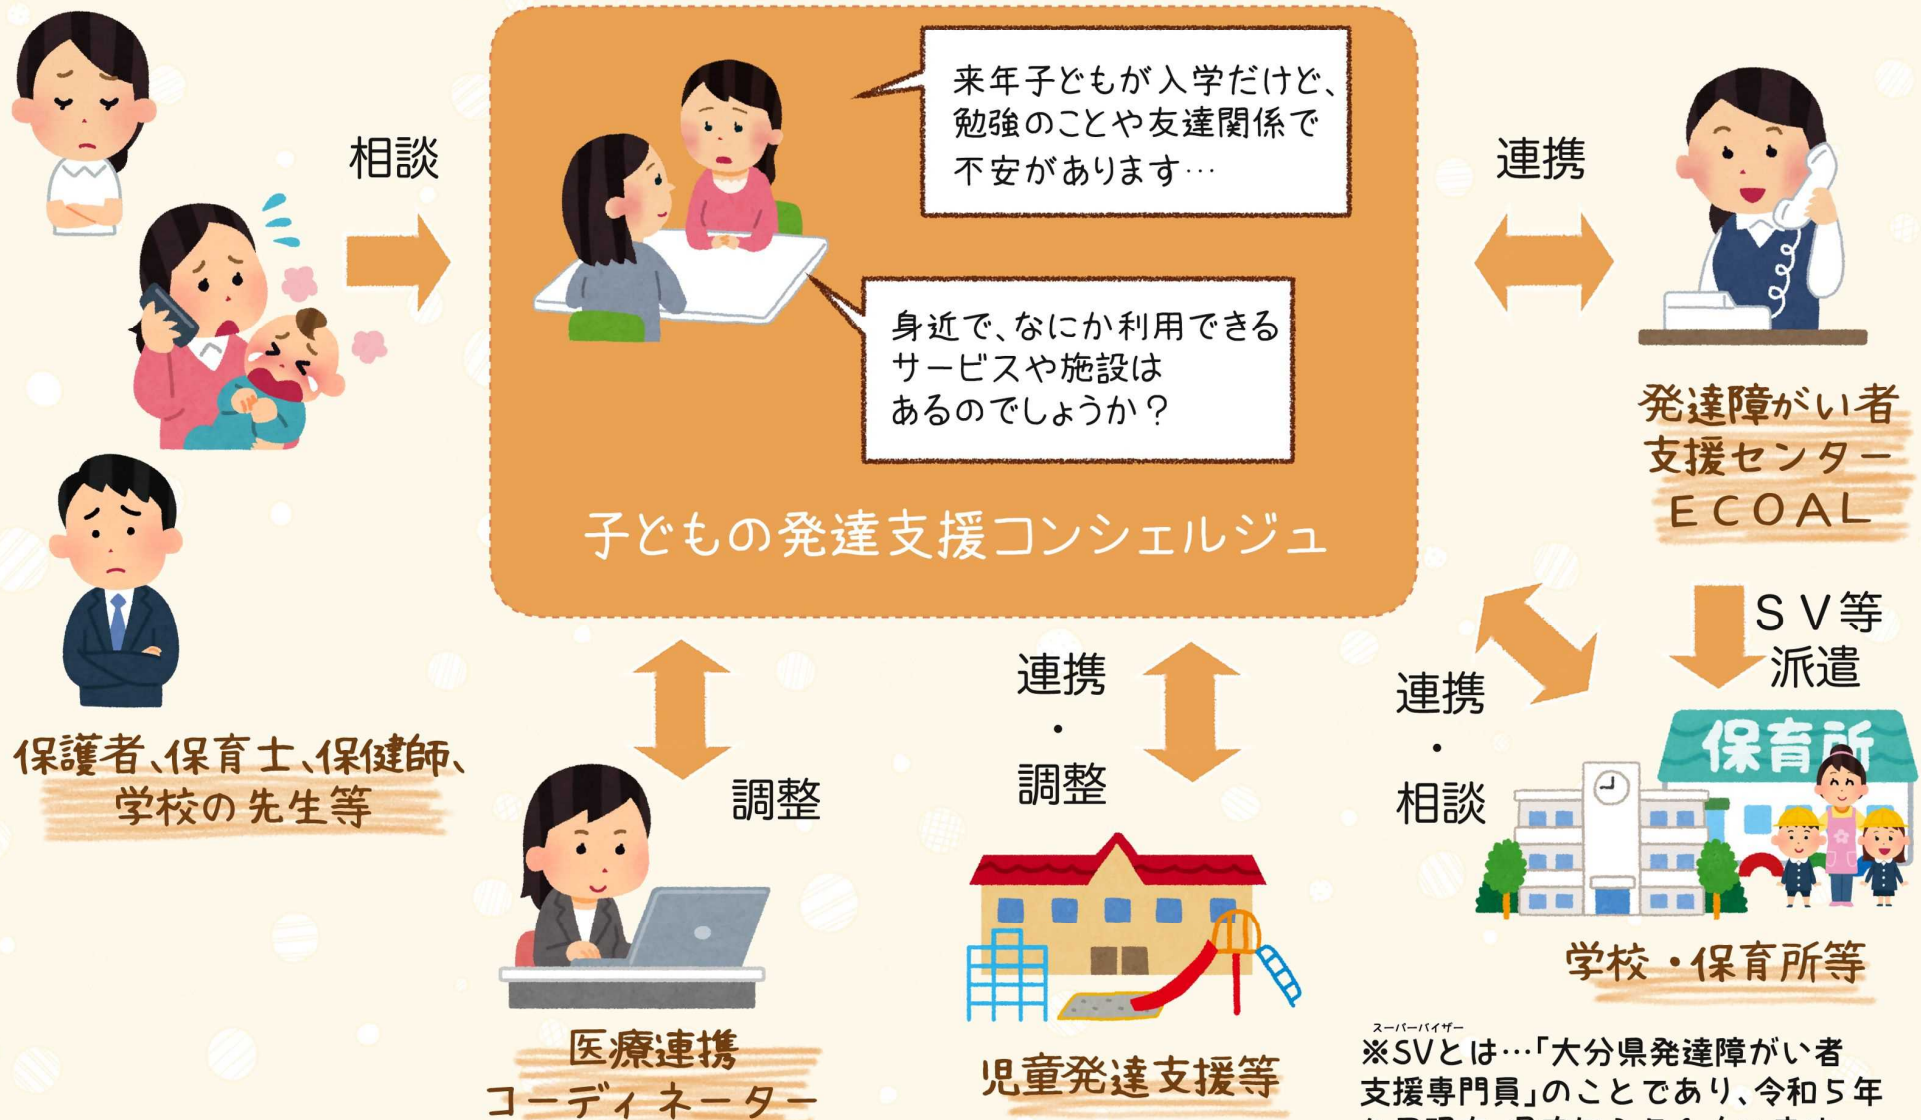 相談
来年子どもが入学だけど、
勉強のことや友達関係で
不安があります…
身近で、なにか利用できる
サービスや施設は
あるのでしょうか？
子どもの発達支援コンシェルジュ
連携
発達障がい者
支援センター
ＥＣＯＡＬ
ＳＶ等
派遣
保護者、保育士、保健師、
学校の先生等
調整
医療連携
コーディネーター
連携
・
調整
児童発達支援等
連携
・
相談
保育所
学校・保育所等
スーパーバイザー
※SVとは…「大分県発達障がい者
支援専門員」のことであり、令和５年